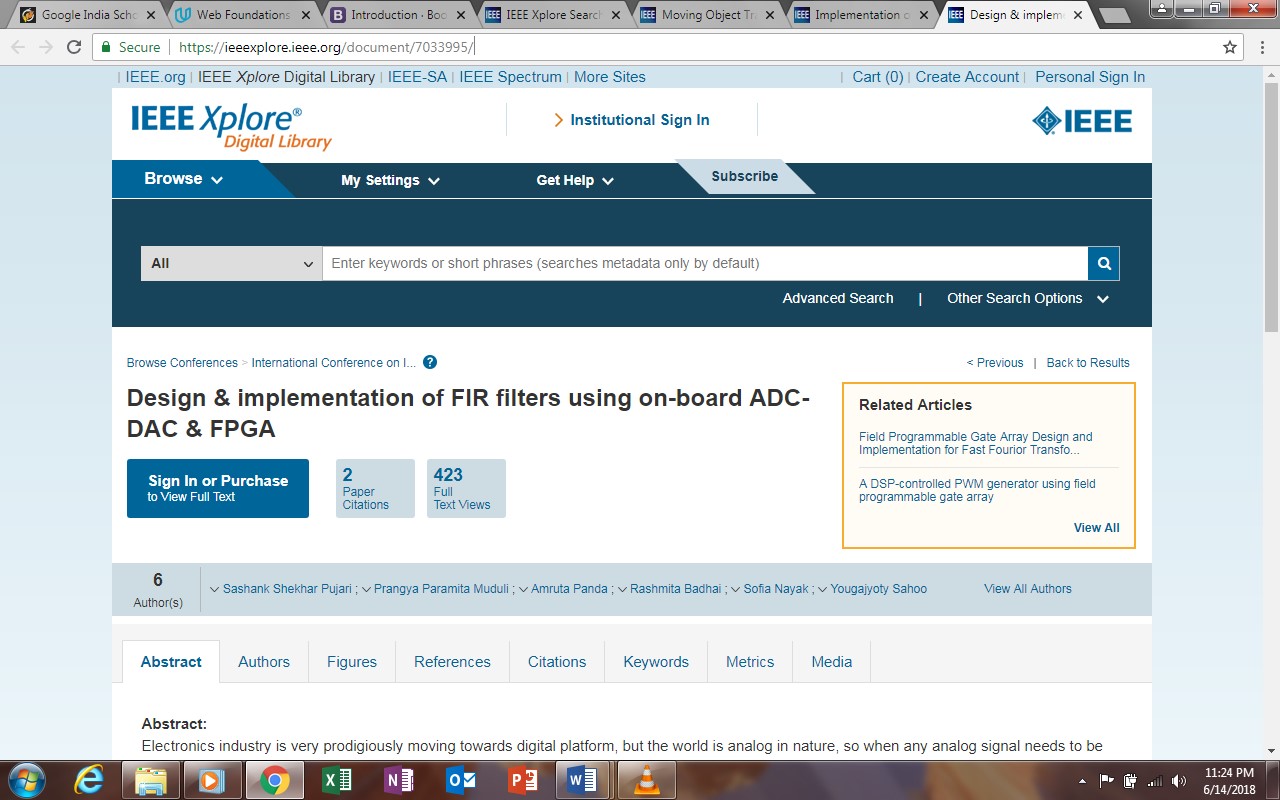 Google India Scho
Web Foundations
Introduction · Boo
IEEE Xplore Search
Moving Object Tr
Implementation o
Design & implem
Secure
https://ieeexplore.ieee.org/document/7033995/
| IEEE.org | IEEE Xplore Digital Library | IEEE-SA | IEEE Spectrum | More Sites
| Cart (0) | Create Account | Personal Sign In
IEEE Xplore®
Digital Library
Institutional Sign In
IEEE
Browse
My Settings
Get Help
Subscribe
All
Enter keywords or short phrases (searches metadata only by default)
Advanced Search | Other Search Options
Browse Conferences > International Conference on I... ?
< Previous | Back to Results
Design & implementation of FIR filters using on-board ADC-
DAC & FPGA
Sign In or Purchase
to View Full Text
2
Paper
Citations
423
Full
Text Views
Related Articles
Field Programmable Gate Array Design and
Implementation for Fast Fourior Transfo...
A DSP-controlled PWM generator using field
programmable gate array
View All
6
Author(s)
Sashank Shekhar Pujari ; Prangya Paramita Muduli ; Amruta Panda ; Rashmita Badhai ; Sofia Nayak ; Yougajyoty Sahoo
View All Authors
Abstract
Authors
Figures
References
Citations
Keywords
Metrics
Media
Abstract:
Electronics industry is very prodigiously moving towards digital platform, but the world is analog in nature, so when any analog signal needs to be
11:24 PM
6/14/2018